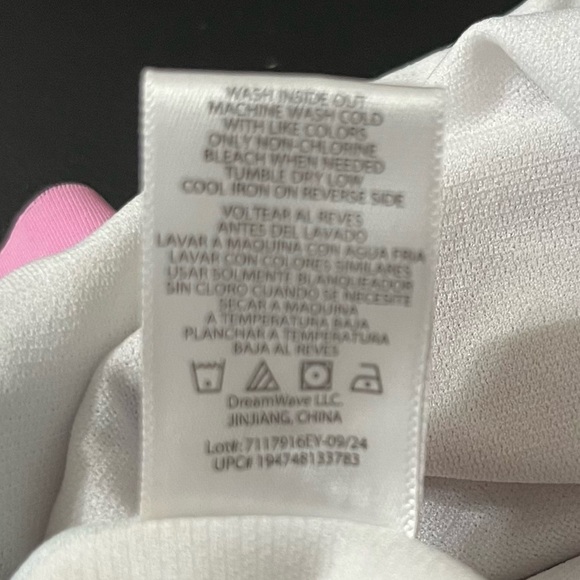 WASH INSIDE OUT
MACHINE WASH COLD
WITH LIKE COLORS
ONLY NON-CHLORINE
BLEACH WHEN NEEDED
TUMBLE DRY LOW
COOL IRON ON REVERSE SIDE
VOLTEAR AL REVES
ANTES DEL LAVADO
LAVAR A MAQUINA CON AGUA FRIA
LAVAR CON COLORES SIMILARES
USAR SOLMENTE BLANQUEADOR
SIN CLORO CUANDO SE NECESITE
SECAR A MAQUINA
A TEMPERATURA BAJA
PLANCHAR A TEMPERATURA
BAJA AL REVES
DreamWave LLC.
JINJIANG, CHINA
Lot#: 7117916EY-09/24
UPC# 194748133783